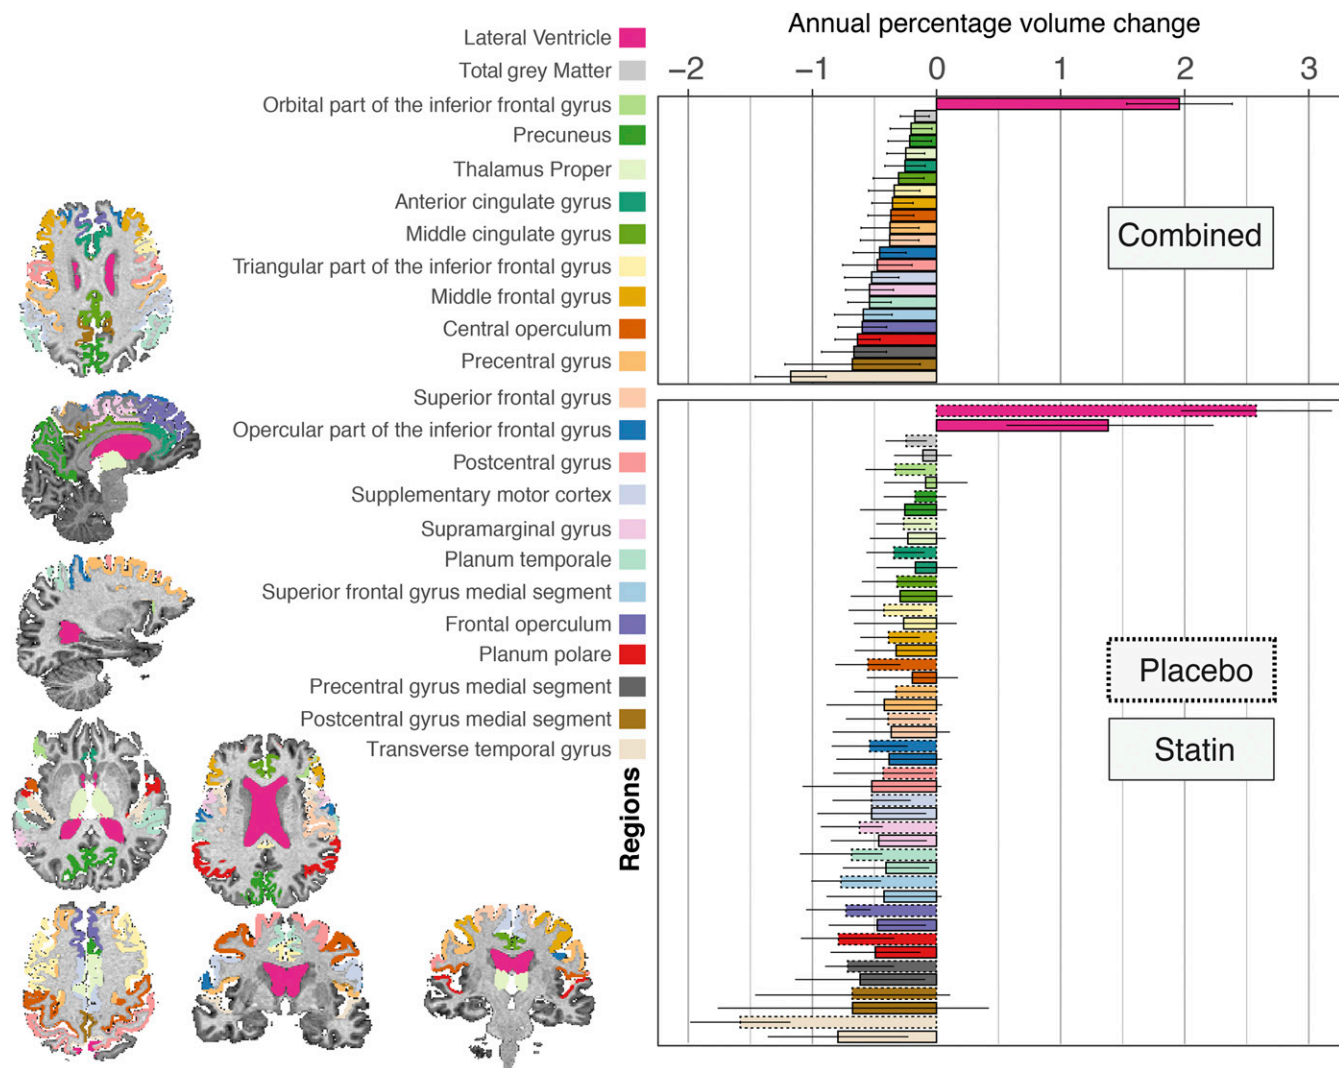 Annual percentage volume change
−2 −1 0 1 2 3
Lateral Ventricle
Total grey Matter
Orbital part of the inferior frontal gyrus
Precuneus
Thalamus Proper
Anterior cingulate gyrus
Middle cingulate gyrus
Triangular part of the inferior frontal gyrus
Middle frontal gyrus
Central operculum
Precentral gyrus
Superior frontal gyrus
Opercular part of the inferior frontal gyrus
Postcentral gyrus
Supplementary motor cortex
Supramarginal gyrus
Planum temporale
Superior frontal gyrus medial segment
Frontal operculum
Planum polare
Precentral gyrus medial segment
Postcentral gyrus medial segment
Transverse temporal gyrus
Regions
Combined
Placebo
Statin